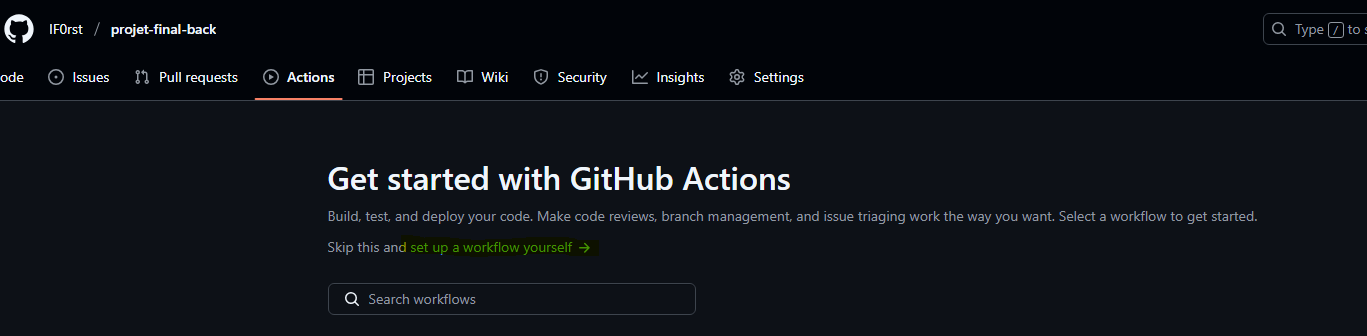 IF0rst / projet-final-back
Type / to s
ode Issues Pull requests Actions Projects Wiki Security Insights Settings
Get started with GitHub Actions
Build, test, and deploy your code. Make code reviews, branch management, and issue triaging work the way you want. Select a workflow to get started.
Skip this and set up a workflow yourself →
Search workflows